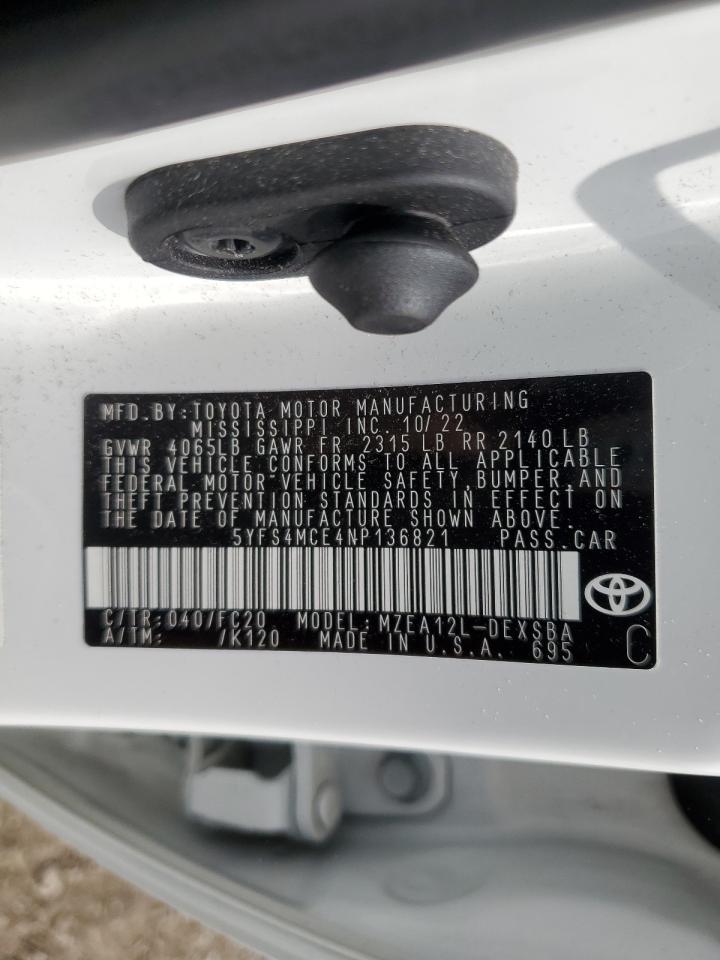 MFD.BY:TOYOTA MOTOR MANUFACTURING
MISSISSIPPI INC. 10/22
GVWR 4065LB GAWR FR 2315 LB RR 2140 LB
THIS VEHICLE CONFORMS TO ALL APPLICABLE
FEDERAL MOTOR-VEHICLE SAFETY,BUMPER,AND
THEFT PREVENTION STANDARDS IN EFFECT ON
THE DATE OF MANUFACTURE SHOWN ABOVE.
5YFS4MCE4NP136821 PASS.CAR
C/TR:040/FC20 MODEL:MZEA12L-DEXSBA
A/TM: /K120 MADE IN U.S.A. 695 C